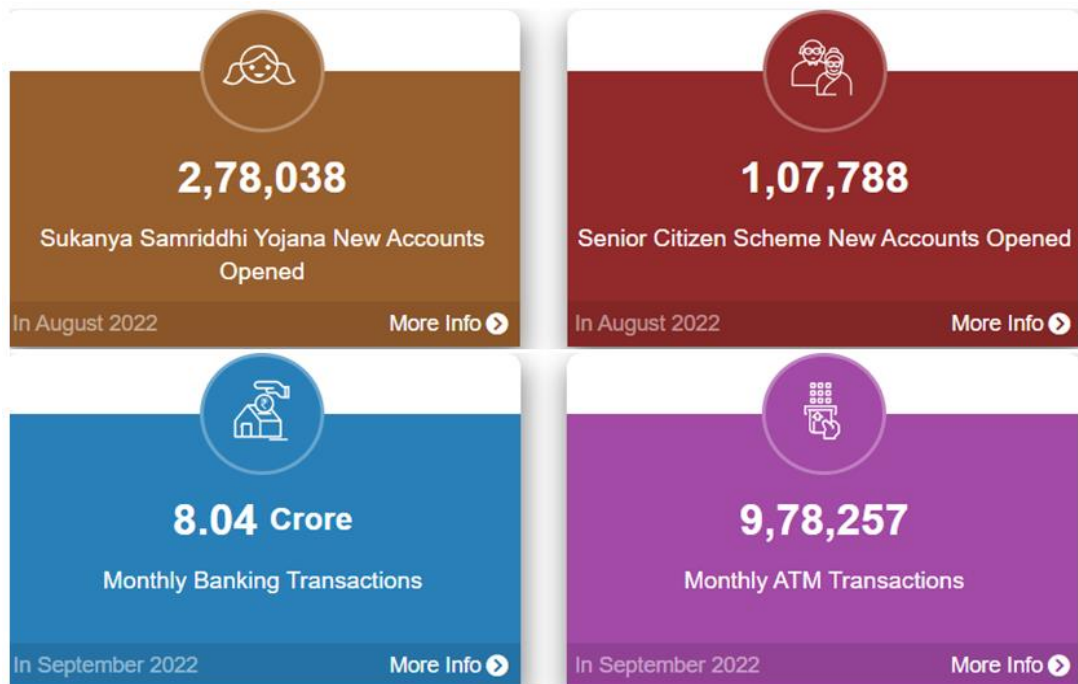 2,78,038
Sukanya Samriddhi Yojana New Accounts
Opened
In August 2022 More Info
1,07,788
Senior Citizen Scheme New Accounts Opened
In August 2022 More Info
8.04 Crore
Monthly Banking Transactions
In September 2022 More Info
9,78,257
Monthly ATM Transactions
In September 2022 More Info